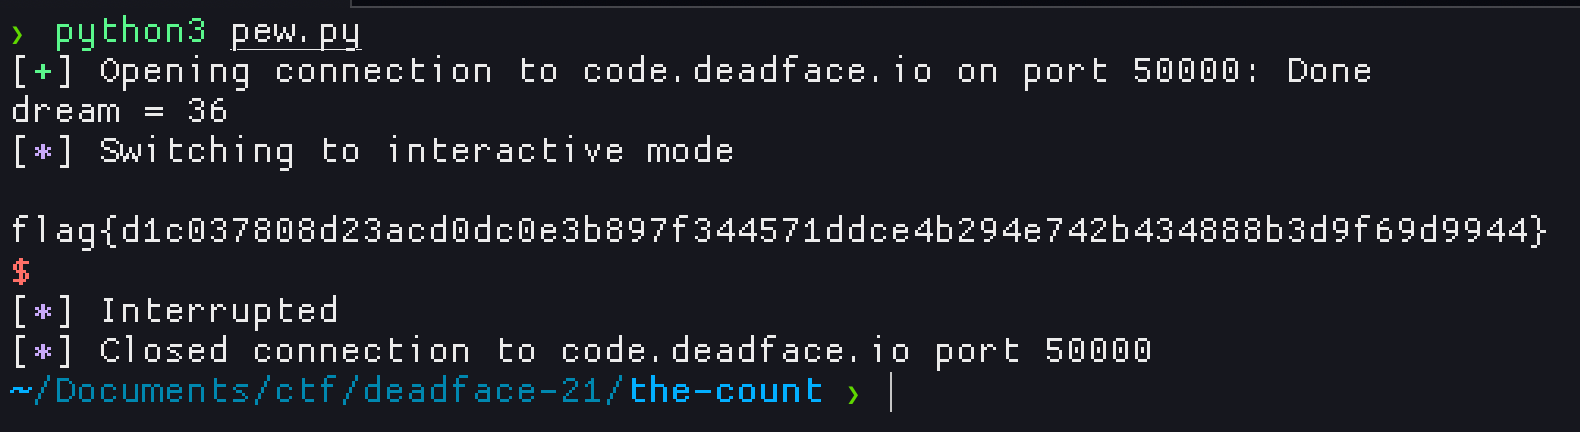 ❯ python3 pew.py
[+] Opening connection to code.deadface.io on port 50000: Done
dream = 36
[*] Switching to interactive mode
flag{d1c037808d23acd0dc0e3b897f344571ddce4b294e742b434888b3d9f69d9944}
$
[*] Interrupted
[*] Closed connection to code.deadface.io port 50000
~/Documents/ctf/deadface-21/the-count ❯